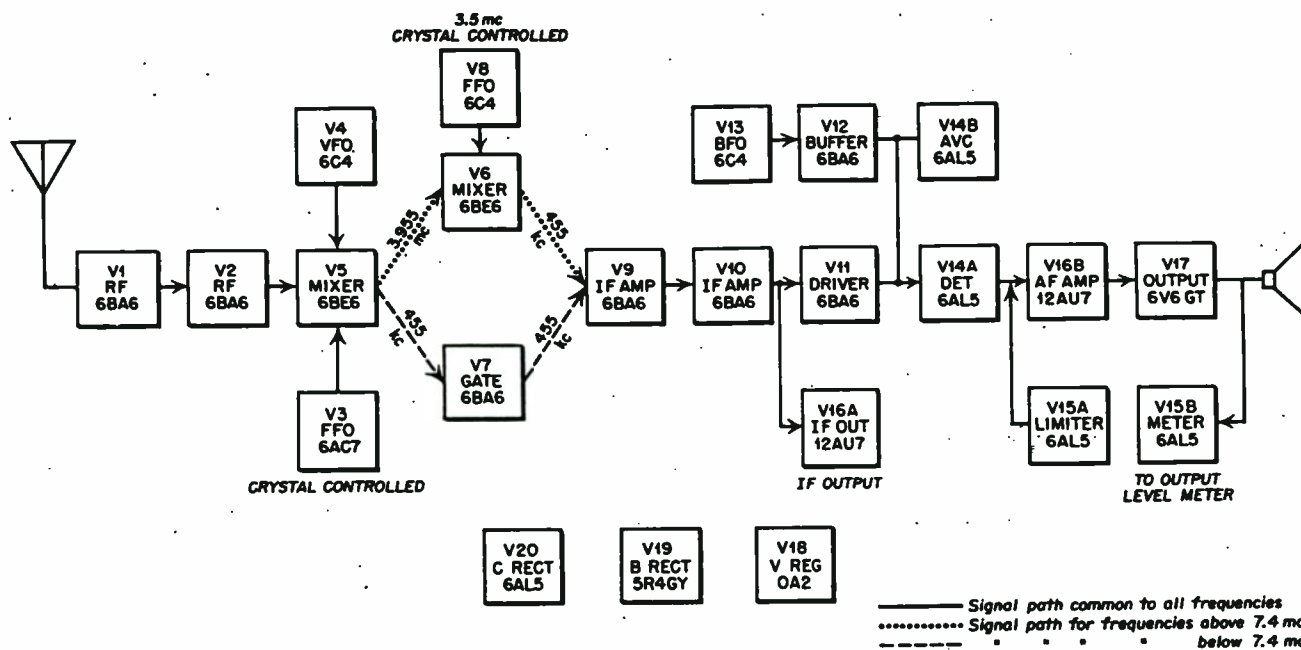 3.5 mc
CRYSTAL CONTROLLED
V8
FFO
6C4
V4
VFO
6C4
V13
BFO
6C4
V12
BUFFER
6BA6
V14B
AVC
6AL5
V6
MIXER
6BE6
3.955
mc
455
kc
V1
RF
6BA6
V2
RF
6BA6
V5
MIXER
6BE6
V9
IF AMP
6BA6
V10
IF AMP
6BA6
V11
DRIVER
6BA6
V14A
DET
6AL5
V16B
AF AMP
12AU7
V17
OUTPUT
6V6 GT
455
kc
455
kc
V7
GATE
6BA6
V3
FFO
6AC7
CRYSTAL CONTROLLED
V16A
IF OUT
12AU7
IF OUTPUT
V15A
LIMITER
6AL5
V15B
METER
6AL5
TO OUTPUT
LEVEL METER
V20
C RECT
6AL5
V19
B RECT
5R4GY
V18
V REG
OA2
Signal path common to all frequencies
Signal path for frequencies above 7.4 mc
" " " " below 7.4 mc